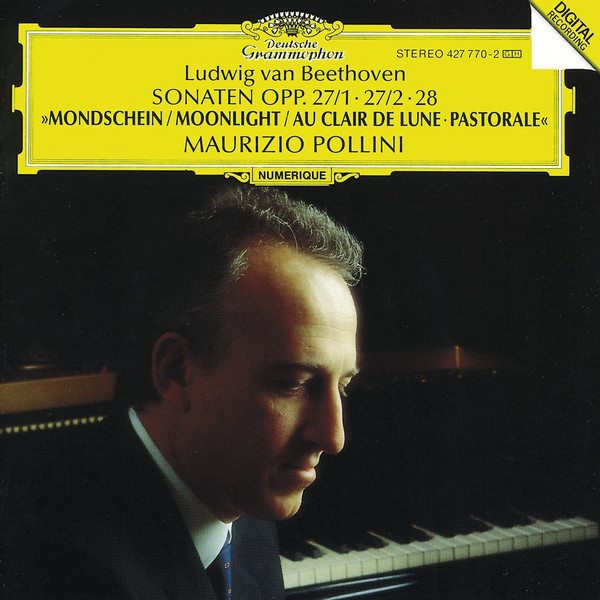 Deutsche
Grammophon
STEREO 427 770-2 GH
DIGITAL
RECORDING
Ludwig van Beethoven
SONATEN OPP. 27/1 · 27/2 · 28
»MONDSCHEIN / MOONLIGHT / AU CLAIR DE LUNE · PASTORALE«
MAURIZIO POLLINI
NUMERIQUE